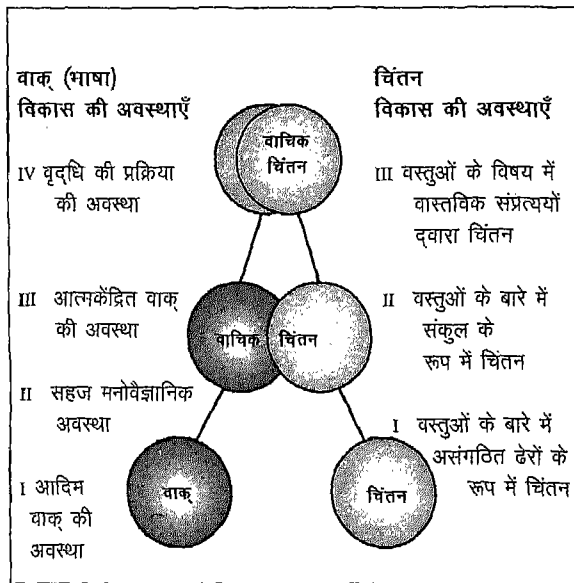 वाक् (भाषा)
विकास की अवस्थाएँ
IV वृद्धि की प्रक्रिया
की अवस्था
III आत्मकेंद्रित वाक्
की अवस्था
II सहज मनोवैज्ञानिक
अवस्था
I आदिम
वाक् की
अवस्था
वाचिक
चिंतन
वाचिक चिंतन
वाक्
चिंतन
चिंतन
विकास की अवस्थाएँ
III वस्तुओं के विषय में
वास्तविक संप्रत्ययों
द्वारा चिंतन
II वस्तुओं के बारे में
संकुल के
रूप में चिंतन
I वस्तुओं के बारे में
असंगठित ढेरों के
रूप में चिंतन